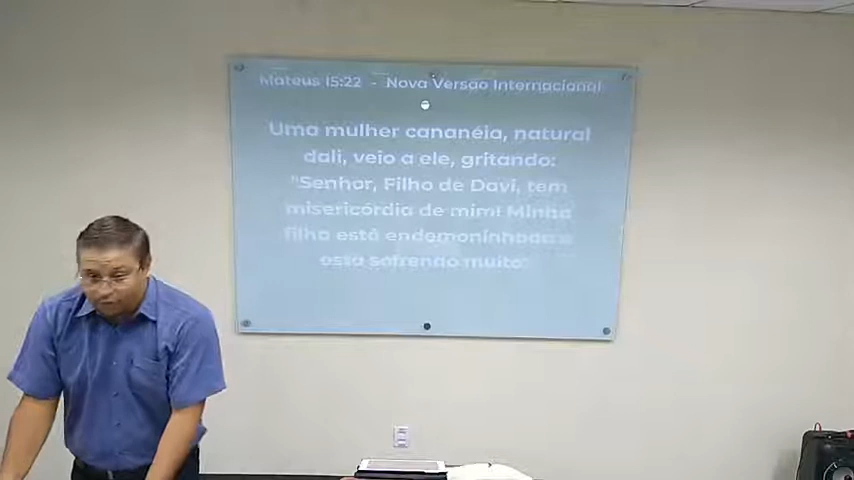 Mateus 15:22 - Nova Versão Internacional
Uma mulher cananéia, natural
dali, veio a ele, gritando:
"Senhor, Filho de Davi, tem
misericórdia de mim! Minha
filha está endemoninhada e
está sofrendo muito"